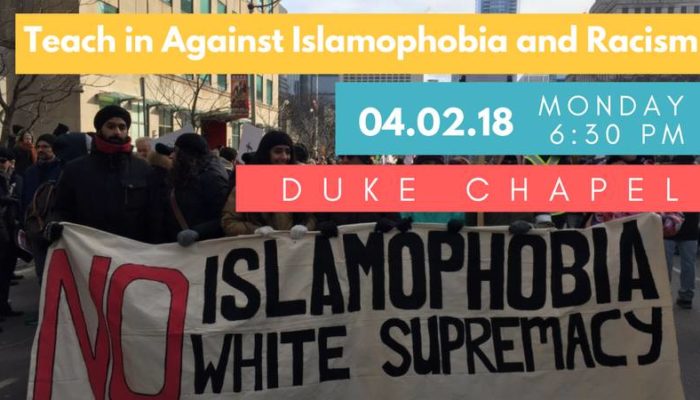 Teach in Against Islamophobia and Racism
04.02.18
MONDAY
6:30 PM
DUKE CHAPEL
NO
ISLAMOPHOBIA
WHITE SUPREMACY